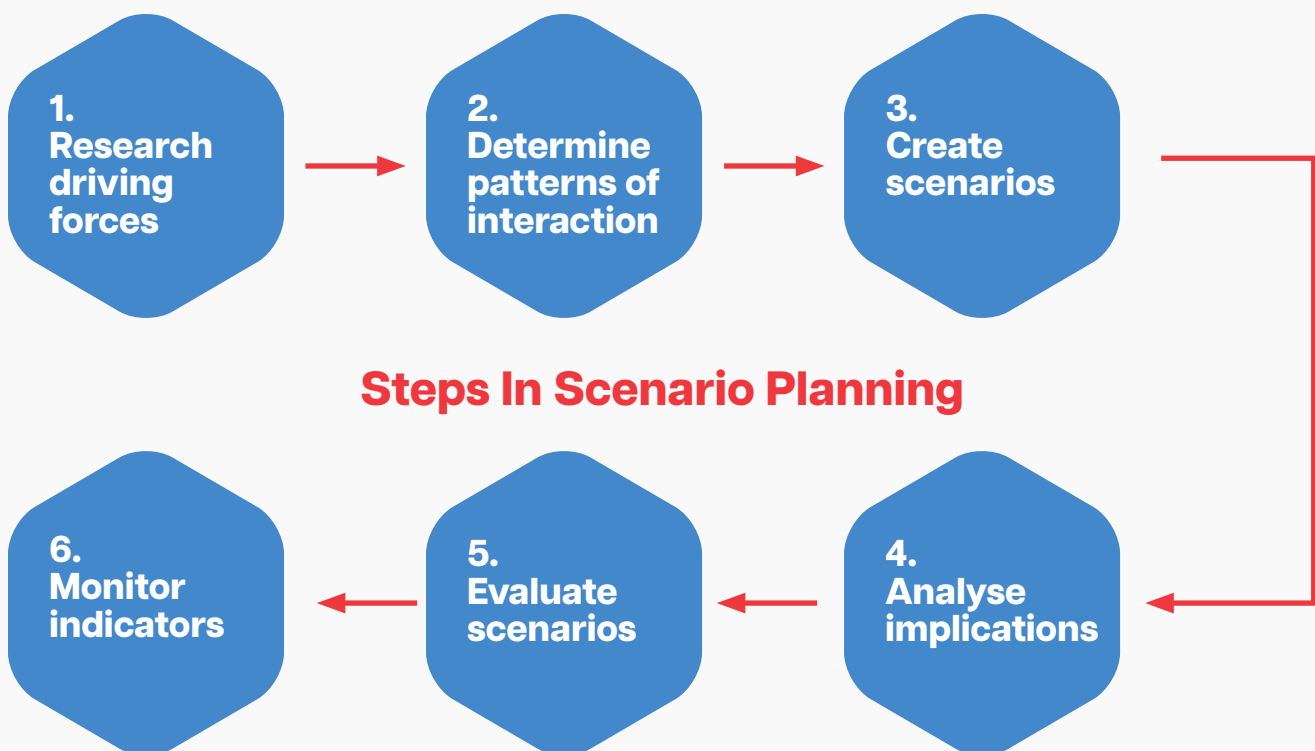 1.
Research
driving
forces
2.
Determine
patterns of
interaction
3.
Create
scenarios
Steps In Scenario Planning
4.
Analyse
implications
5.
Evaluate
scenarios
6.
Monitor
indicators